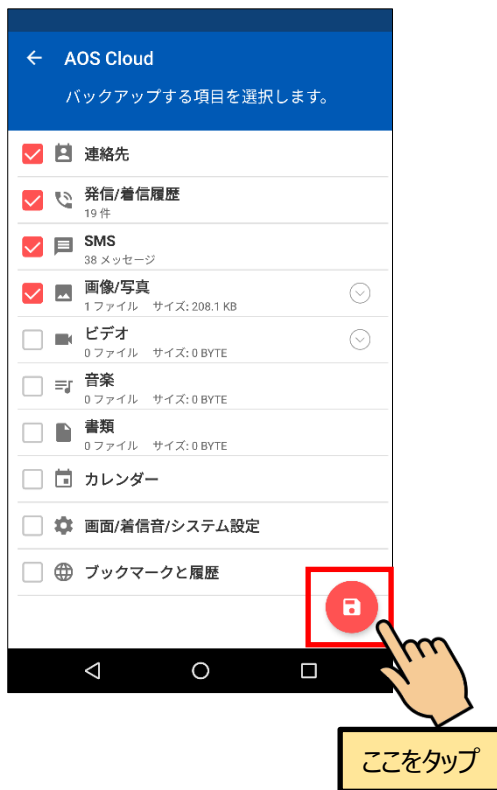 AOS Cloud
バックアップする項目を選択します。
連絡先
発信/着信履歴
19 件
SMS
38 メッセージ
画像/写真
1 ファイル サイズ: 208.1 KB
ビデオ
0 ファイル サイズ: 0 BYTE
音楽
0 ファイル サイズ: 0 BYTE
書類
0 ファイル サイズ: 0 BYTE
カレンダー
画面/着信音/システム設定
ブックマークと履歴
ここをタップ